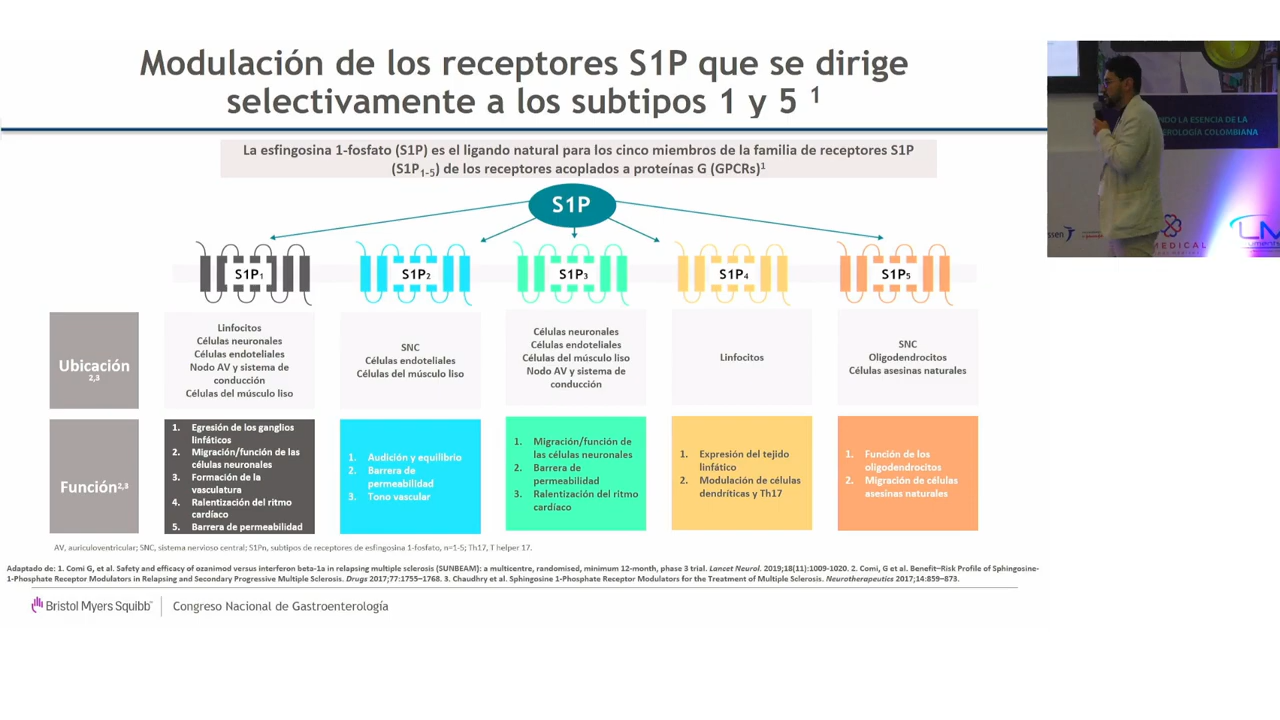 Modulación de los receptores S1P que se dirige
selectivamente a los subtipos 1 y 5 1
La esfingosina 1-fosfato (S1P) es el ligando natural para los cinco miembros de la familia de receptores S1P
(S1P1-5) de los receptores acoplados a proteínas G (GPCRs)1
S1P
S1P1
S1P2
S1P3
S1P4
S1P5
Ubicación
2,3
Linfocitos
Células neuronales
Células endoteliales
Nodo AV y sistema de
conducción
Células del músculo liso
SNC
Células endoteliales
Células del músculo liso
Células neuronales
Células endoteliales
Células del músculo liso
Nodo AV y sistema de
conducción
Linfocitos
SNC
Oligodendrocitos
Células asesinas naturales
Función2,3
1. Egresión de los ganglios
linfáticos
2. Migración/función de las
células neuronales
3. Formación de la
vasculatura
4. Ralentización del ritmo
cardíaco
5. Barrera de permeabilidad
1. Audición y equilibrio
2. Barrera de
permeabilidad
3. Tono vascular
1. Migración/función de
las células neuronales
2. Barrera de
permeabilidad
3. Ralentización del ritmo
cardíaco
1. Expresión del tejido
linfático
2. Modulación de células
dendríticas y Th17
1. Función de los
oligodendrocitos
2. Migración de células
asesinas naturales
AV, auriculoventricular; SNC, sistema nervioso central; S1Pn, subtipos de receptores de esfingosina 1-fosfato, n=1-5; Th17, T helper 17.
Adaptado de: 1. Comi G, et al. Safety and efficacy of ozanimod versus interferon beta-1a in relapsing multiple sclerosis (SUNBEAM): a multicentre, randomised, minimum 12-month, phase 3 trial. Lancet Neurol. 2019;18(11):1009-1020. 2. Comi, G et al. Benefit–Risk Profile of Sphingosine-
1-Phosphate Receptor Modulators in Relapsing and Secondary Progressive Multiple Sclerosis. Drugs 2017;77:1755–1768. 3. Chaudhry et al. Sphingosine 1-Phosphate Receptor Modulators for the Treatment of Multiple Sclerosis. Neurotherapeutics 2017;14:859–873.
Bristol Myers Squibb™ | Congreso Nacional de Gastroenterología
NDO LA ESENCIA DE LA
EROLOGÍA COLOMBIANA
ssen
MEDICAL
LM